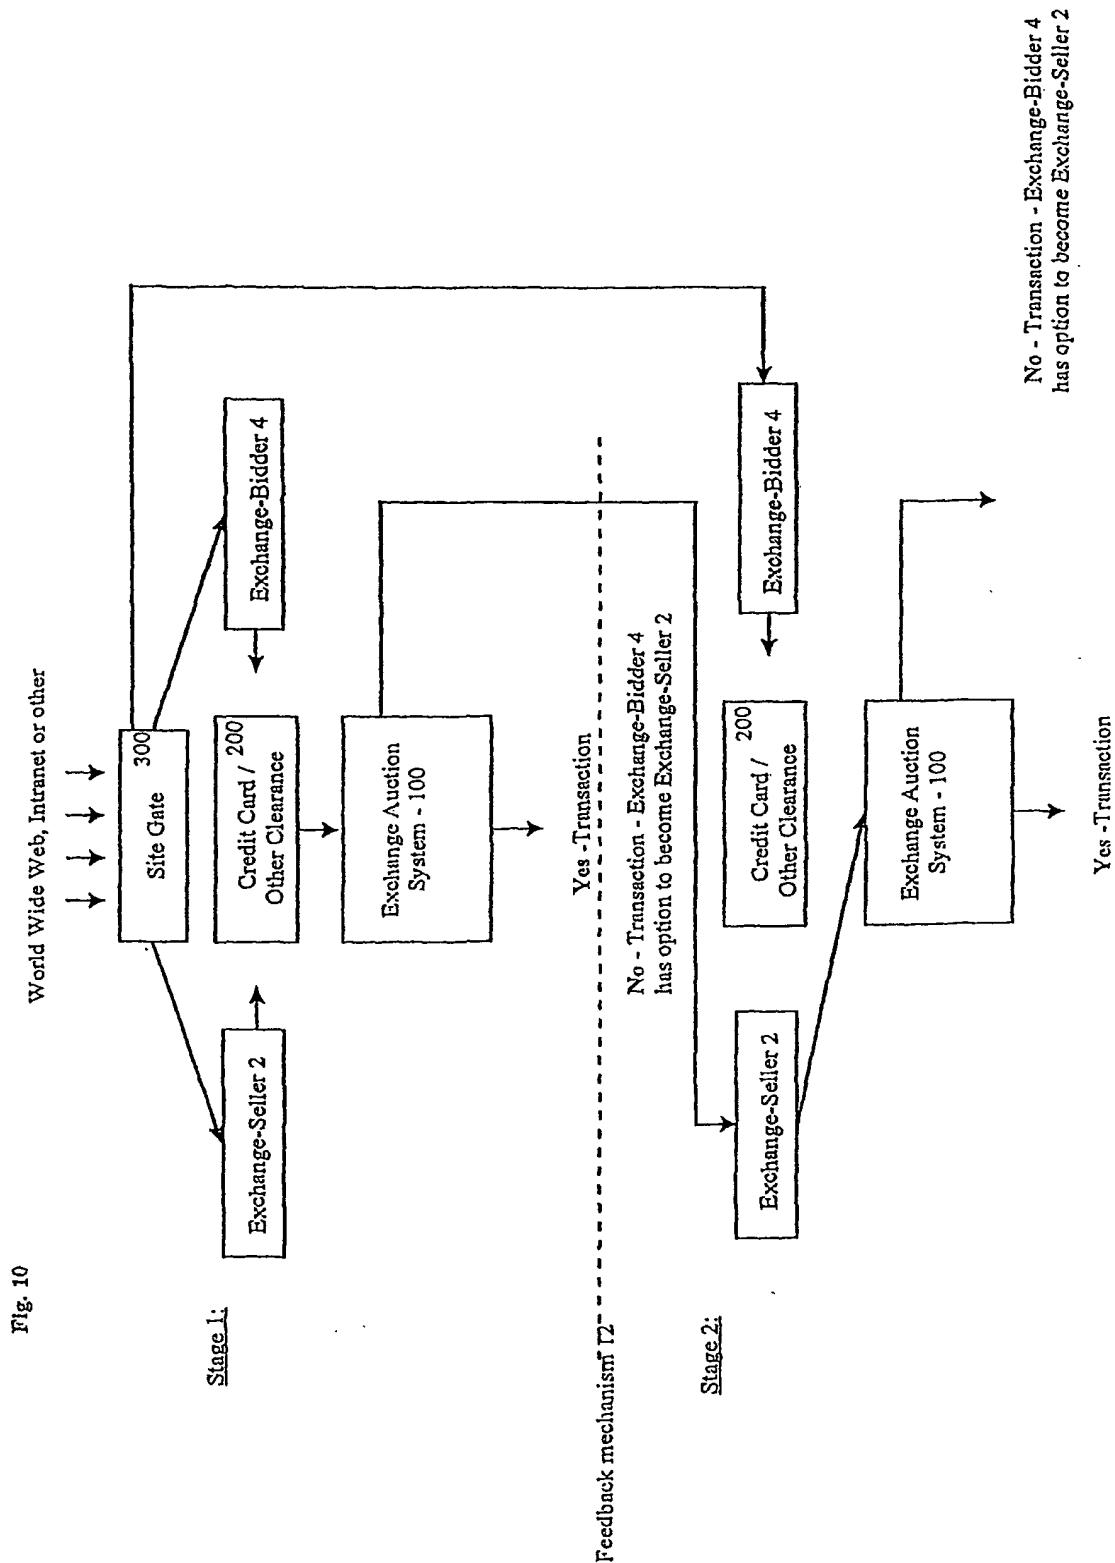 Fig. 10
World Wide Web, Intranet or other
Site Gate
300
Stage 1:
Exchange-Seller 2
Credit Card /
Other Clearance
200
Exchange-Bidder 4
Exchange Auction
System - 100
Yes -Transaction
Feedback mechanism 12
No - Transaction - Exchange-Bidder 4
has option to become Exchange-Seller 2
Stage 2:
Exchange-Seller 2
Credit Card /
Other Clearance
200
Exchange-Bidder 4
Exchange Auction
System - 100
Yes -Transaction
No - Transaction - Exchange-Bidder 4
has option to become Exchange-Seller 2